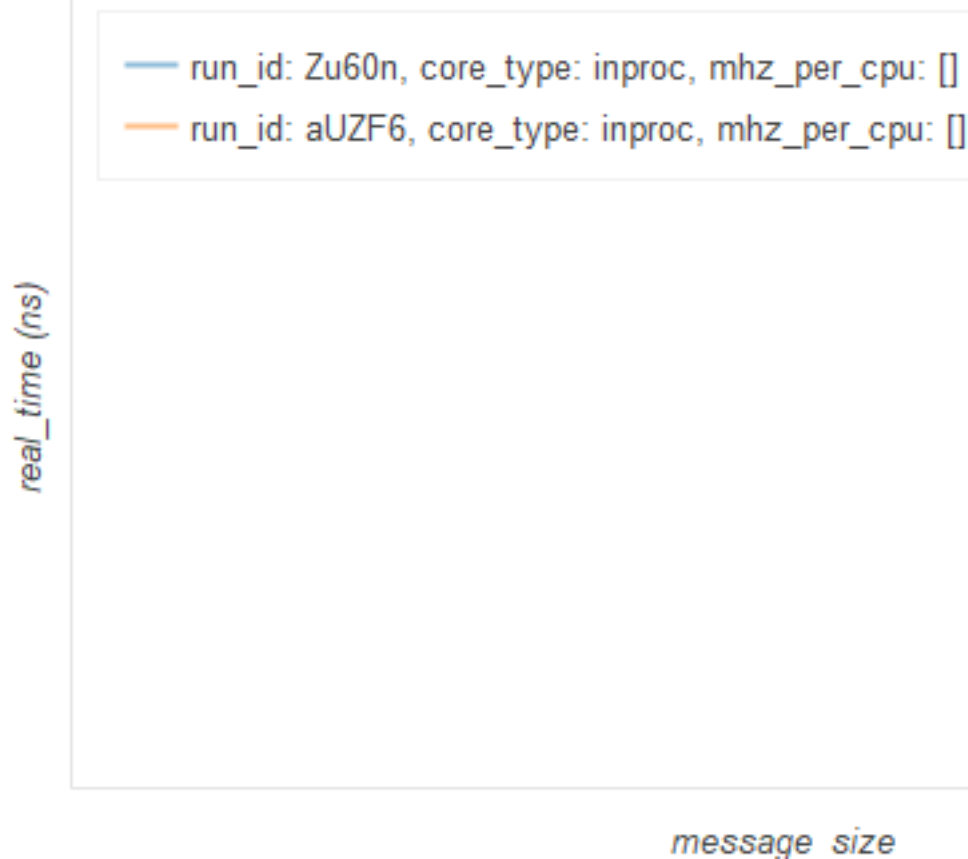 run_id: Zu60n, core_type: inproc, mhz_per_cpu: []
run_id: aUZF6, core_type: inproc, mhz_per_cpu: []
real_time (ns)
message_size